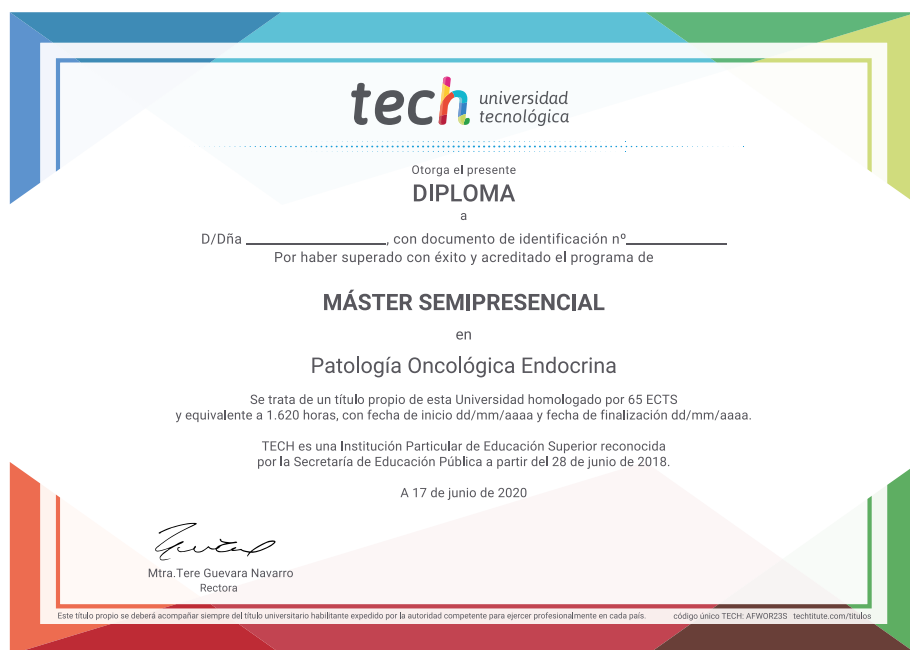 tech universidad
tecnológica
Otorga el presente
DIPLOMA
a
D/Dña ________________, con documento de identificación nº____________
Por haber superado con éxito y acreditado el programa de
MÁSTER SEMIPRESENCIAL
en
Patología Oncológica Endocrina
Se trata de un título propio de esta Universidad homologado por 65 ECTS
y equivalente a 1.620 horas, con fecha de inicio dd/mm/aaaa y fecha de finalización dd/mm/aaaa.
TECH es una Institución Particular de Educación Superior reconocida
por la Secretaría de Educación Pública a partir del 28 de junio de 2018.
A 17 de junio de 2020
Mtra.Tere Guevara Navarro
Rectora
Este título propio se deberá acompañar siempre del título universitario habilitante expedido por la autoridad competente para ejercer profesionalmente en cada país. código único TECH: AFWOR23S techtitute.com/titulos